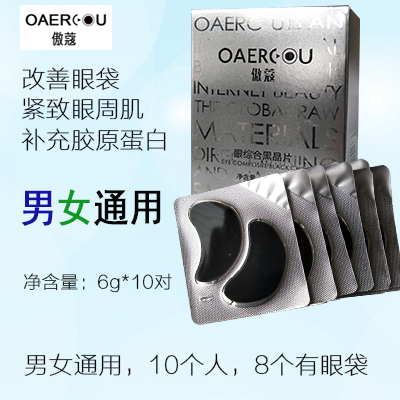 OAERCOU
傲蔻
改善眼袋
紧致眼周肌
补充胶原蛋白
男女通用
净含量：6g*10对
OAERCOU
傲蔻
INTERNET BEAUTY
THE GLOBAL RAW
MATERIALS
眼综合黑晶片
EYE COMPOSITE BLACK
净含量
男女通用，10个人，8个有眼袋